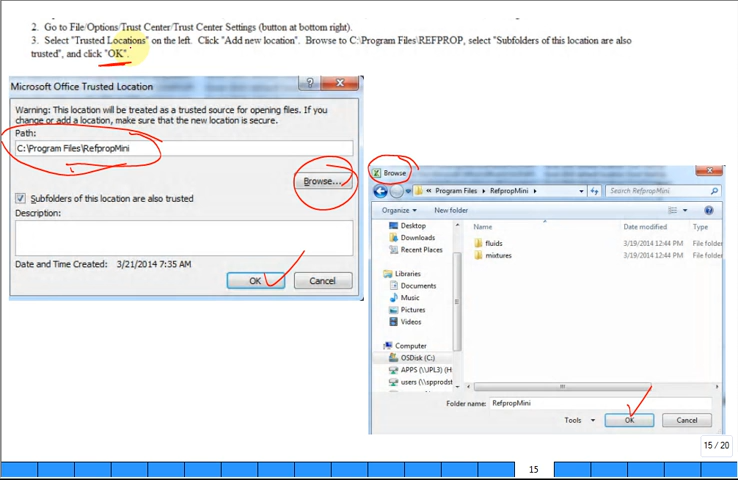 2. Go to File/Options/Trust Center/Trust Center Settings (button at bottom right).
3. Select "Trusted Locations" on the left. Click "Add new location". Browse to C:\Program Files\REFPROP, select "Subfolders of this location are also
trusted", and click "OK".
Microsoft Office Trusted Location
Warning: This location will be treated as a trusted source for opening files. If you
change or add a location, make sure that the new location is secure.
Path:
C:\Program Files\RefpropMini
Browse...
Subfolders of this location are also trusted
Description:
Date and Time Created: 3/21/2014 7:35 AM
OK Cancel
Browse
« Program Files RefpropMini Search RefpropMini
Organize New folder
Name Date modified Type
Desktop
Downloads
Recent Places
Libraries
Documents
Music
Pictures
Videos
Computer
OSDisk (C:)
APPS (\\UPL3) (H
users (\\spprodst
fluids 3/19/2014 12:44 PM File folder
mixtures 3/19/2014 12:44 PM File folder
Folder name: RefpropMini
Tools OK Cancel
15 / 20
15